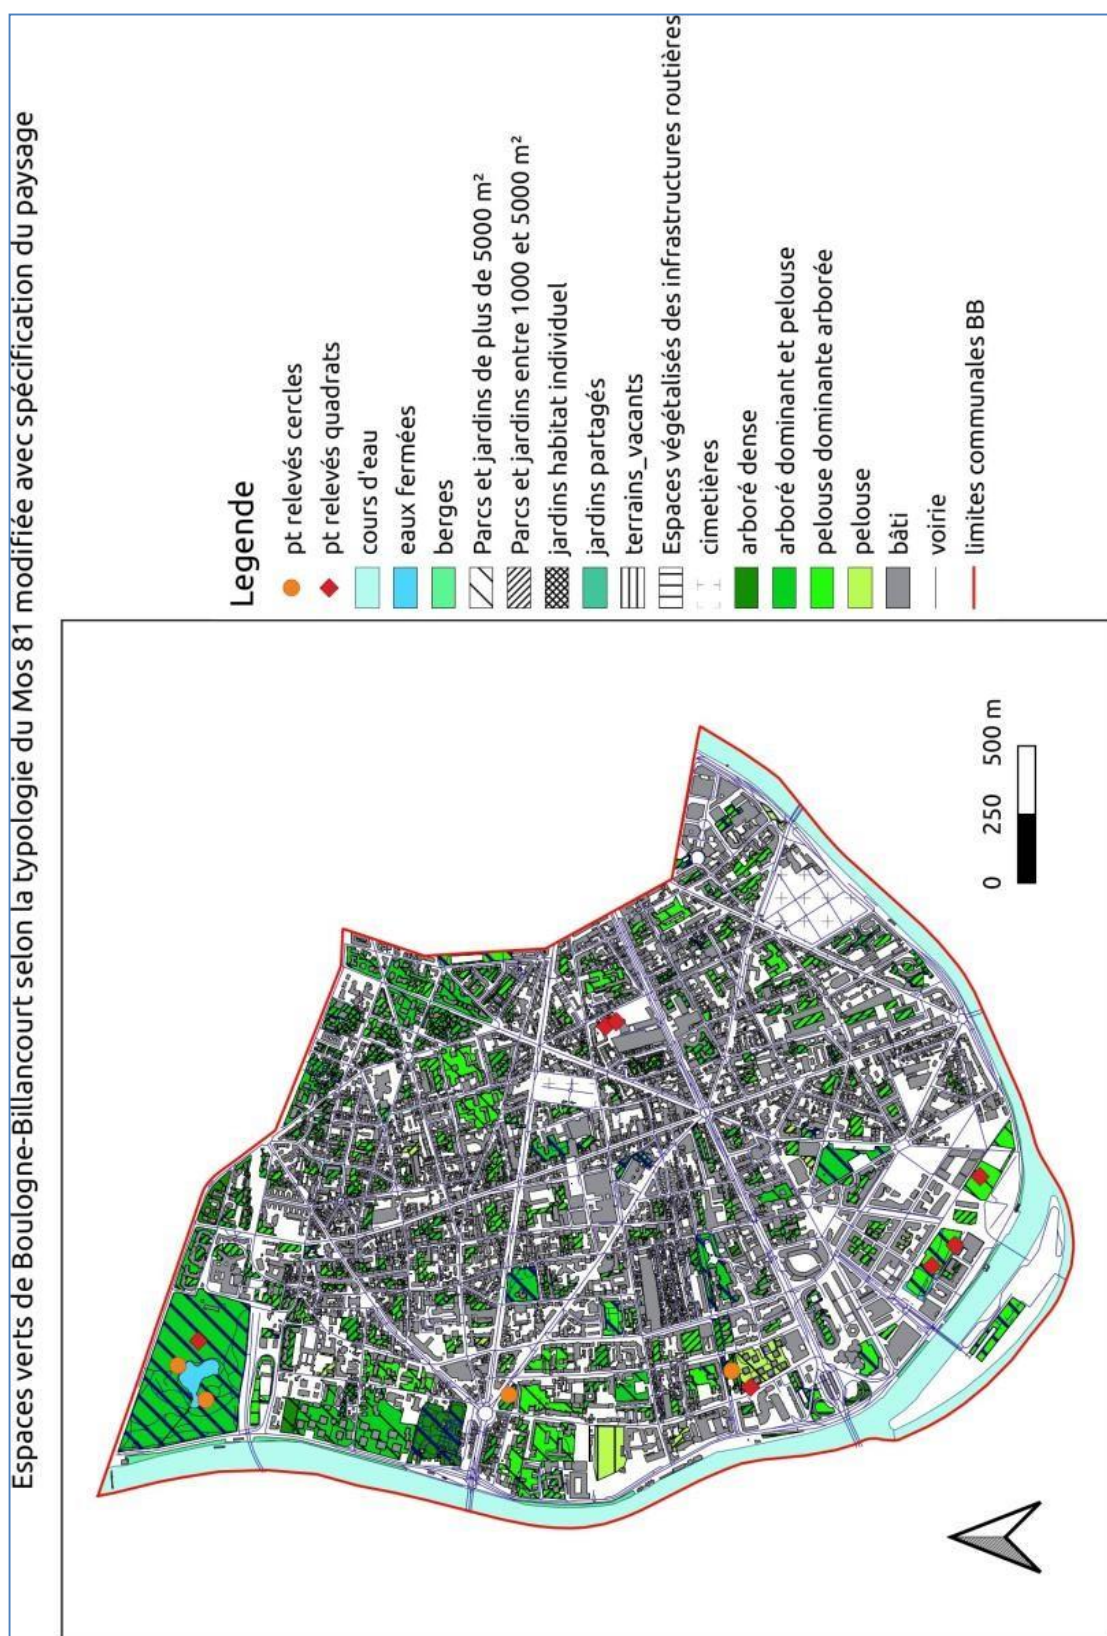 Espaces verts de Boulogne-Bilancourt selon la typologie du Mos 81 modifiée avec spécification du paysage
Legende
pt relevés cercles
pt relevés quadrats
cours d'eau
eaux fermées
berges
Parcs et jardins de plus de 5000 m²
Parcs et jardins entre 1000 et 5000 m²
jardins habitat individuel
jardins partagés
terrains_vacants
Espaces végétalisés des infrastructures routières
cimetières
arboré dense
arboré dominant et pelouse
pelouse dominante arborée
pelouse
bâti
voirie
limites communales BB
0 250 500 m